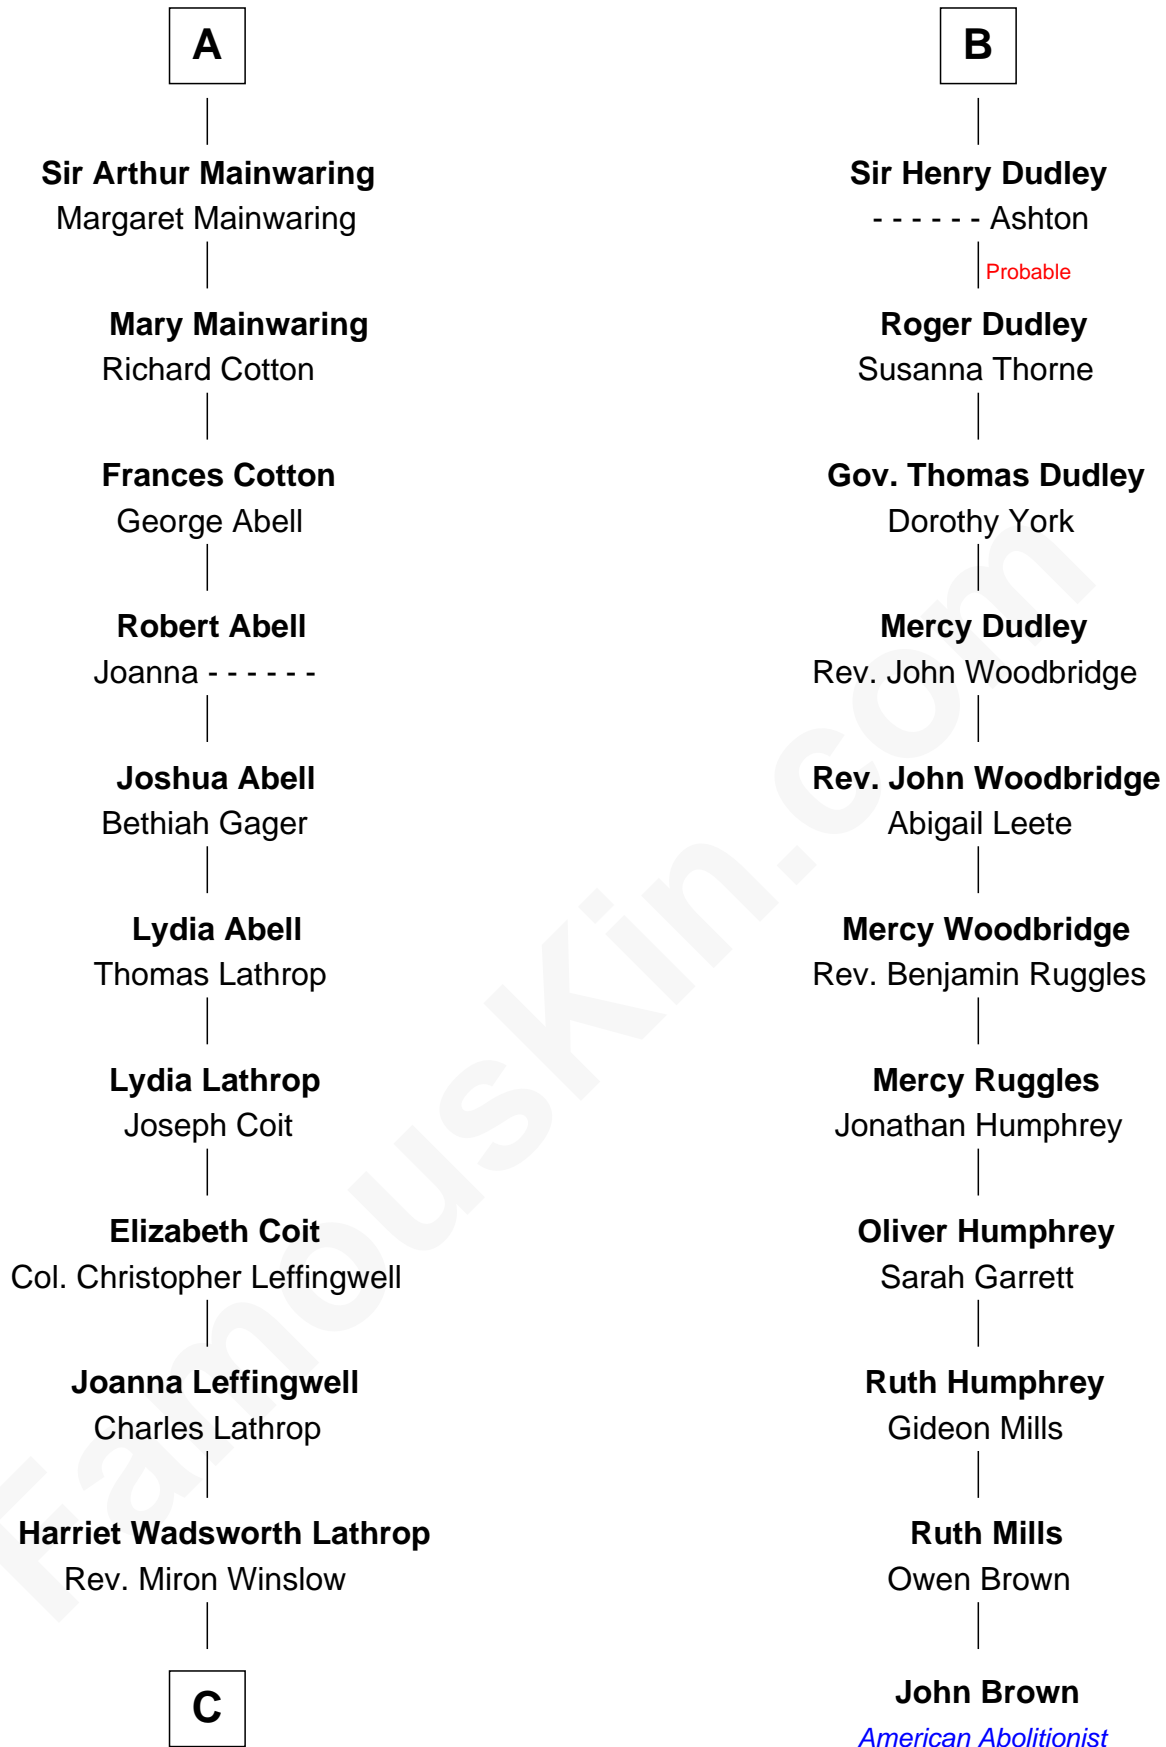 A
Sir Arthur Mainwaring
Margaret Mainwaring
Mary Mainwaring
Richard Cotton
Frances Cotton
George Abell
Robert Abell
Joanna - - - - - -
Joshua Abell
Bethiah Gager
Lydia Abell
Thomas Lathrop
Lydia Lathrop
Joseph Coit
Elizabeth Coit
Col. Christopher Leffingwell
Joanna Leffingwell
Charles Lathrop
Harriet Wadsworth Lathrop
Rev. Miron Winslow
C
B
Sir Henry Dudley
- - - - - - Ashton
Probable
Roger Dudley
Susanna Thorne
Gov. Thomas Dudley
Dorothy York
Mercy Dudley
Rev. John Woodbridge
Rev. John Woodbridge
Abigail Leete
Mercy Woodbridge
Rev. Benjamin Ruggles
Mercy Ruggles
Jonathan Humphrey
Oliver Humphrey
Sarah Garrett
Ruth Humphrey
Gideon Mills
Ruth Mills
Owen Brown
John Brown
American Abolitionist
FamousKin.com